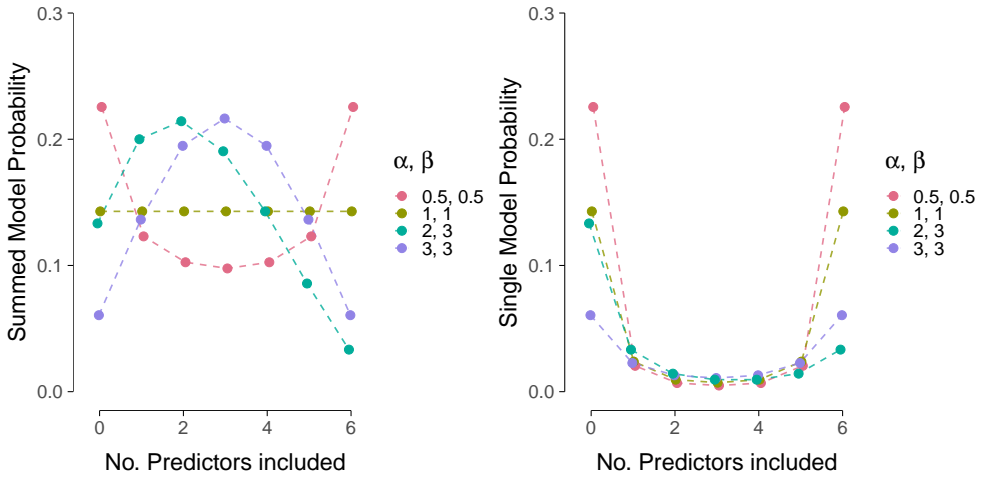 Summed Model Probability
0.3
0.2
0.1
0.0
0 2 4 6
No. Predictors included
α, β
0.5, 0.5
1, 1
2, 3
3, 3
Single Model Probability
0.3
0.2
0.1
0.0
0 2 4 6
No. Predictors included
α, β
0.5, 0.5
1, 1
2, 3
3, 3